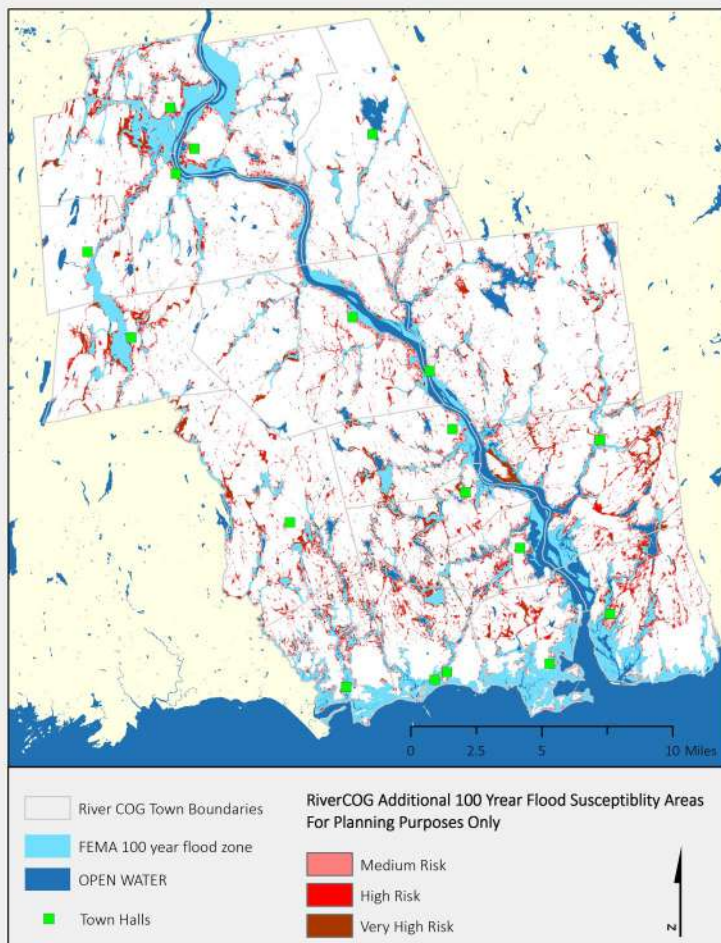 0 2.5 5 10 Miles
River COG Town Boundaries
FEMA 100 year flood zone
OPEN WATER
Town Halls
RiverCOG Additional 100 Yrear Flood Susceptiblity Areas
For Planning Purposes Only
Medium Risk
High Risk
Very High Risk
N